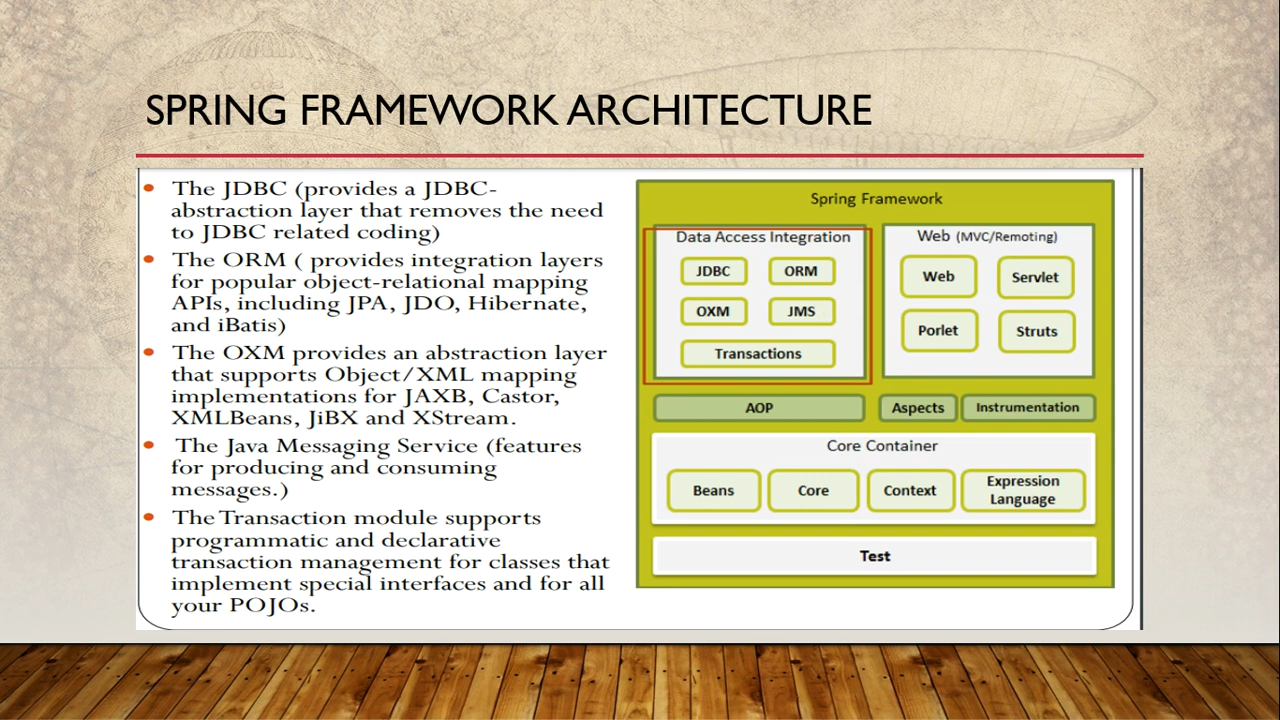 SPRING FRAMEWORK ARCHITECTURE
• The JDBC (provides a JDBC-
abstraction layer that removes the need
to JDBC related coding)
• The ORM ( provides integration layers
for popular object-relational mapping
APIs, including JPA, JDO, Hibernate,
and iBatis)
• The OXM provides an abstraction layer
that supports Object/XML mapping
implementations for JAXB, Castor,
XMLBeans, JiBX and XStream.
• The Java Messaging Service (features
for producing and consuming
messages.)
• The Transaction module supports
programmatic and declarative
transaction management for classes that
implement special interfaces and for all
your POJOs.
Spring Framework
Data Access Integration
JDBC ORM
OXM JMS
Transactions
Web (MVC/Remoting)
Web Servlet
Porlet Struts
AOP Aspects Instrumentation
Core Container
Beans Core Context Expression
Language
Test